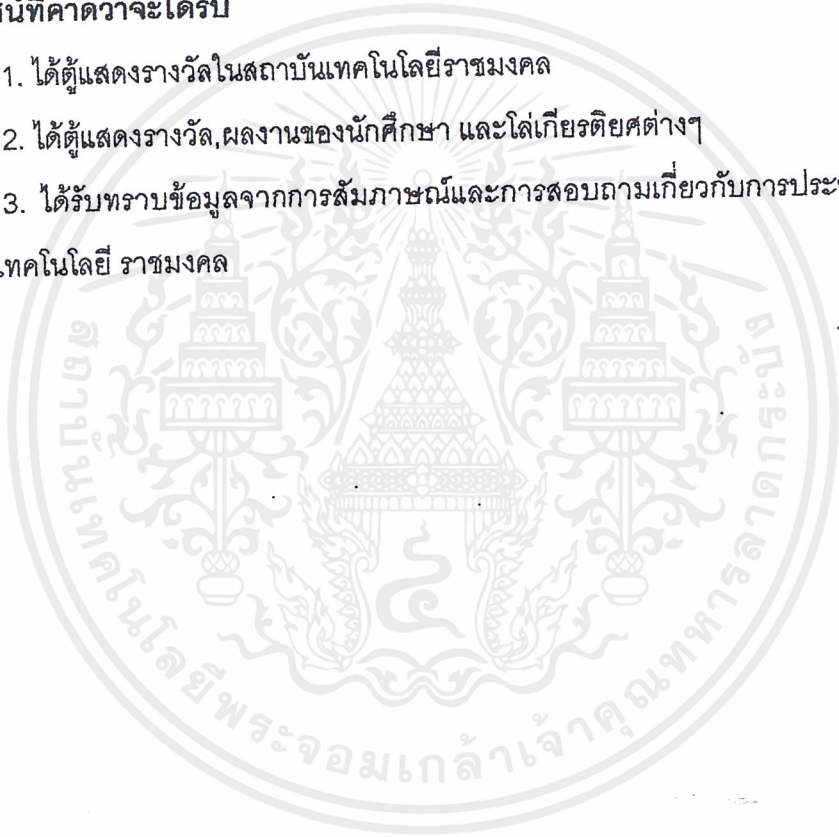 สน์ที่คาดว่าจะได้รับ
1. ได้ตู้แสดงรางวัลในสถาบันเทคโนโลยีราชมงคล
2. ได้ตู้แสดงรางวัล,ผลงานของนักศึกษา และโล่เกียรติยศต่างๆ
3. ได้รับทราบข้อมูลจากการสัมภาษณ์และการสอบถามเกี่ยวกับการประ
เทคโนโลยี ราชมงคล
สถาบันเทคโนโลยีพระจอมเกล้าเจ้าคุณทหารลาดกระบัง